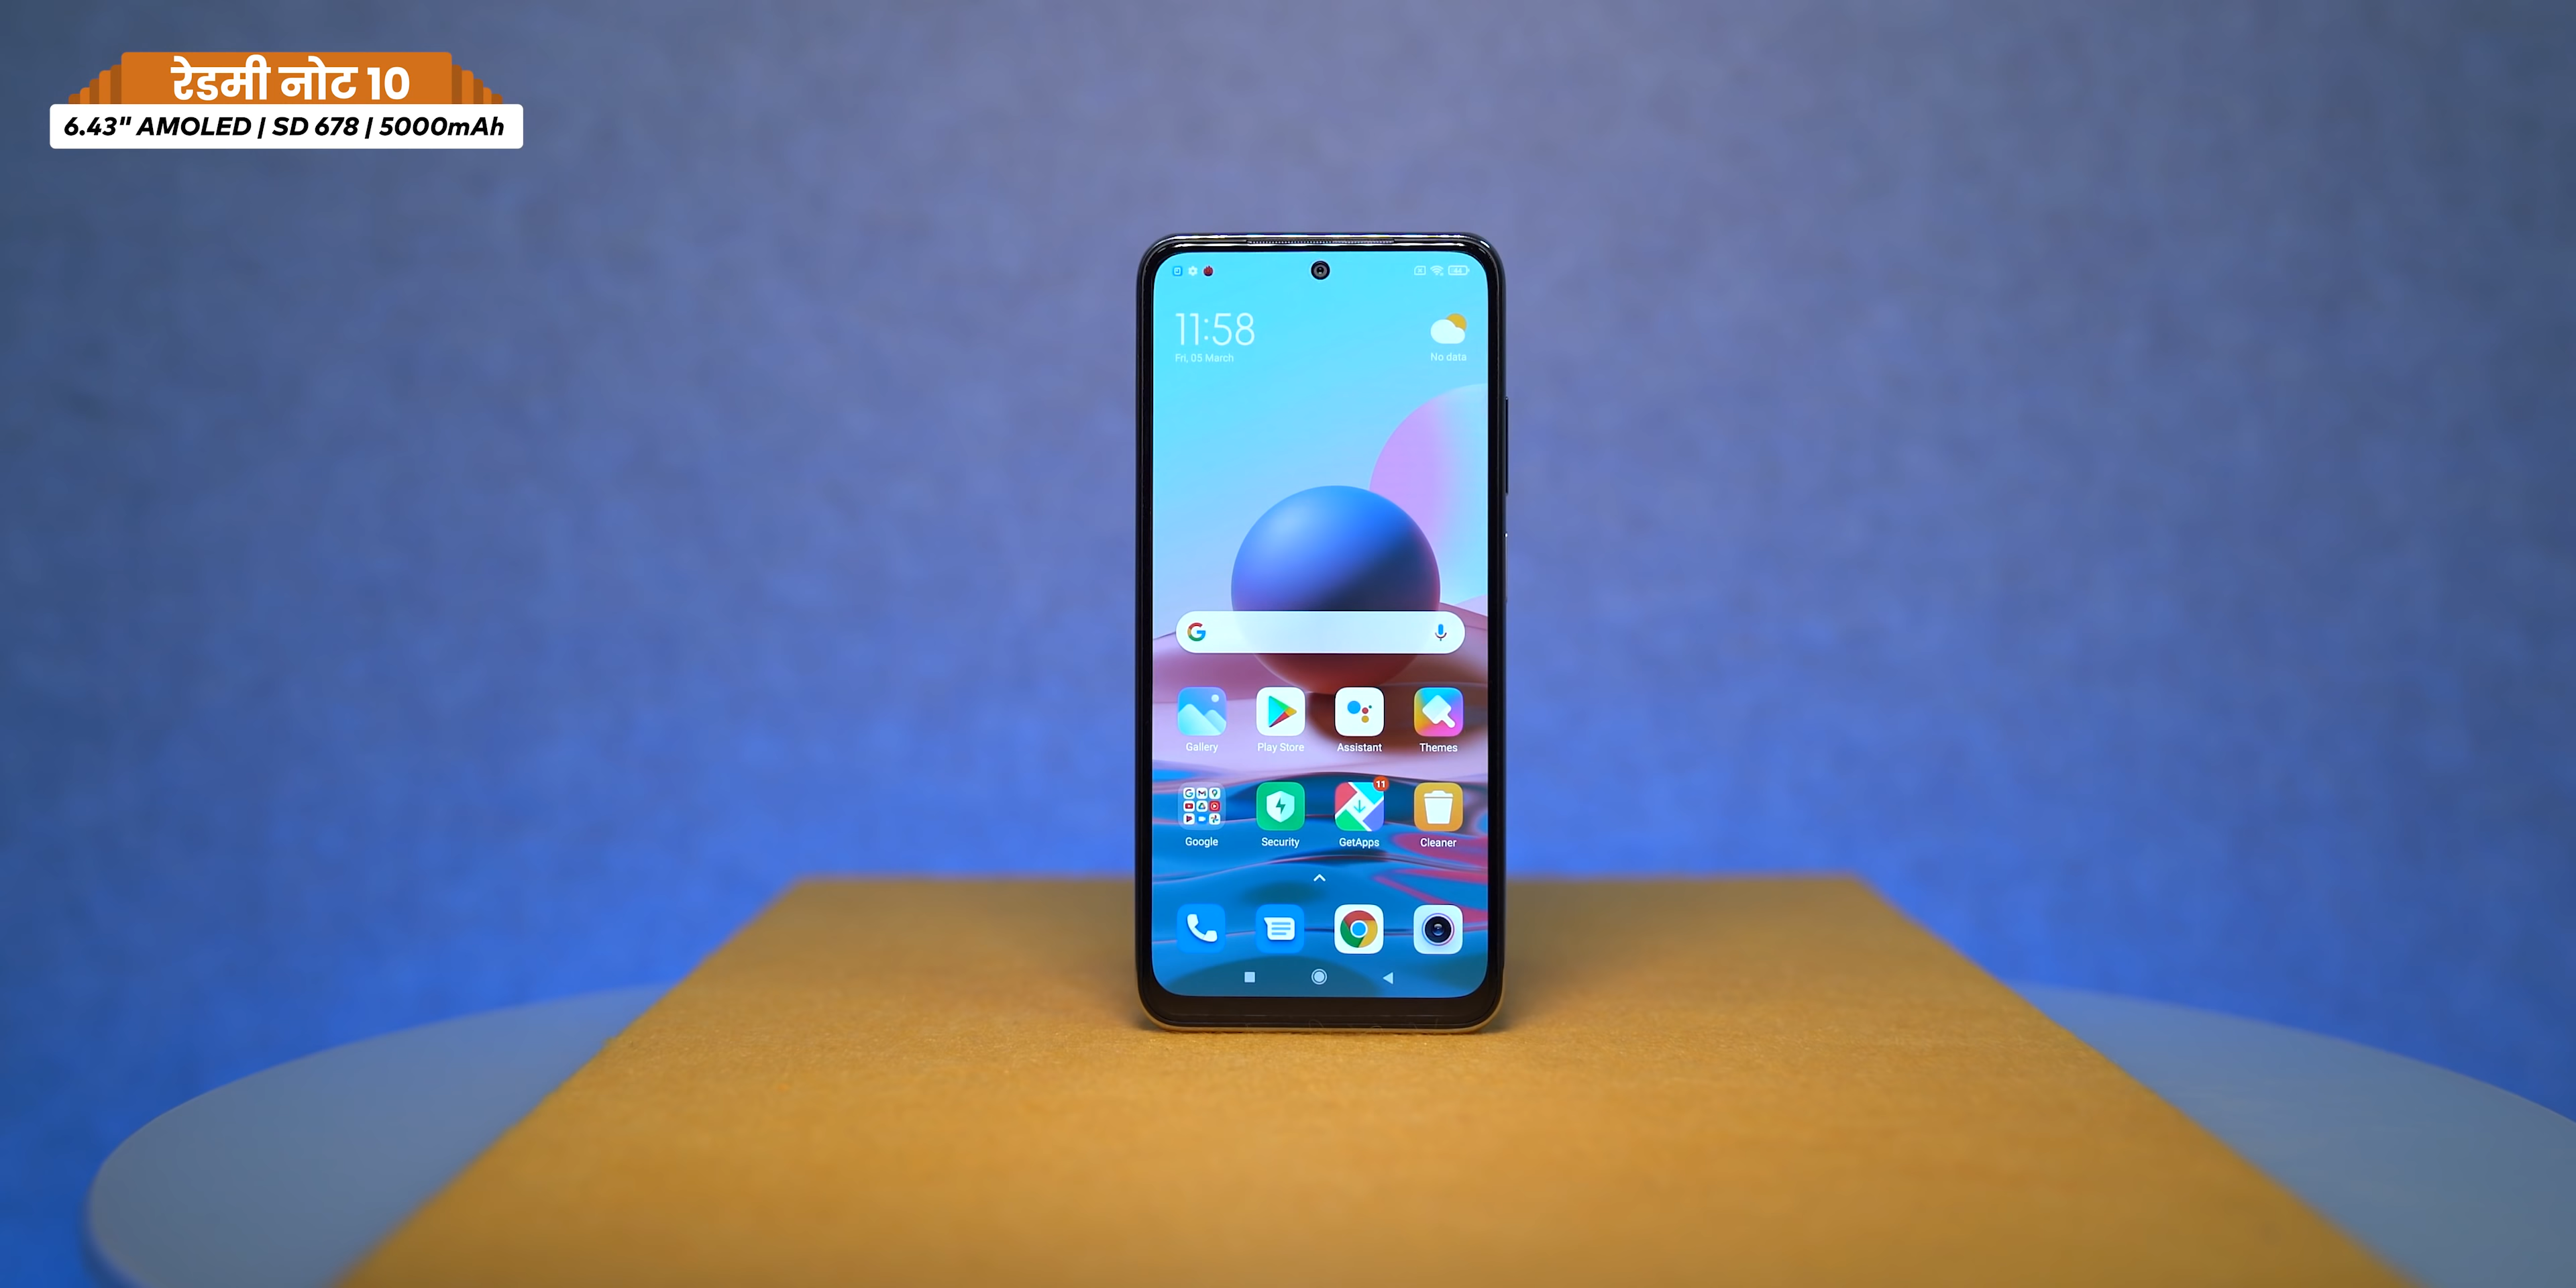 रेडमी नोट 10
6.43" AMOLED | SD 678 | 5000mAh
11:58
Fri, 05 March
No data
Gallery
Play Store
Assistant
Themes
11
Google
Security
GetApps
Cleaner